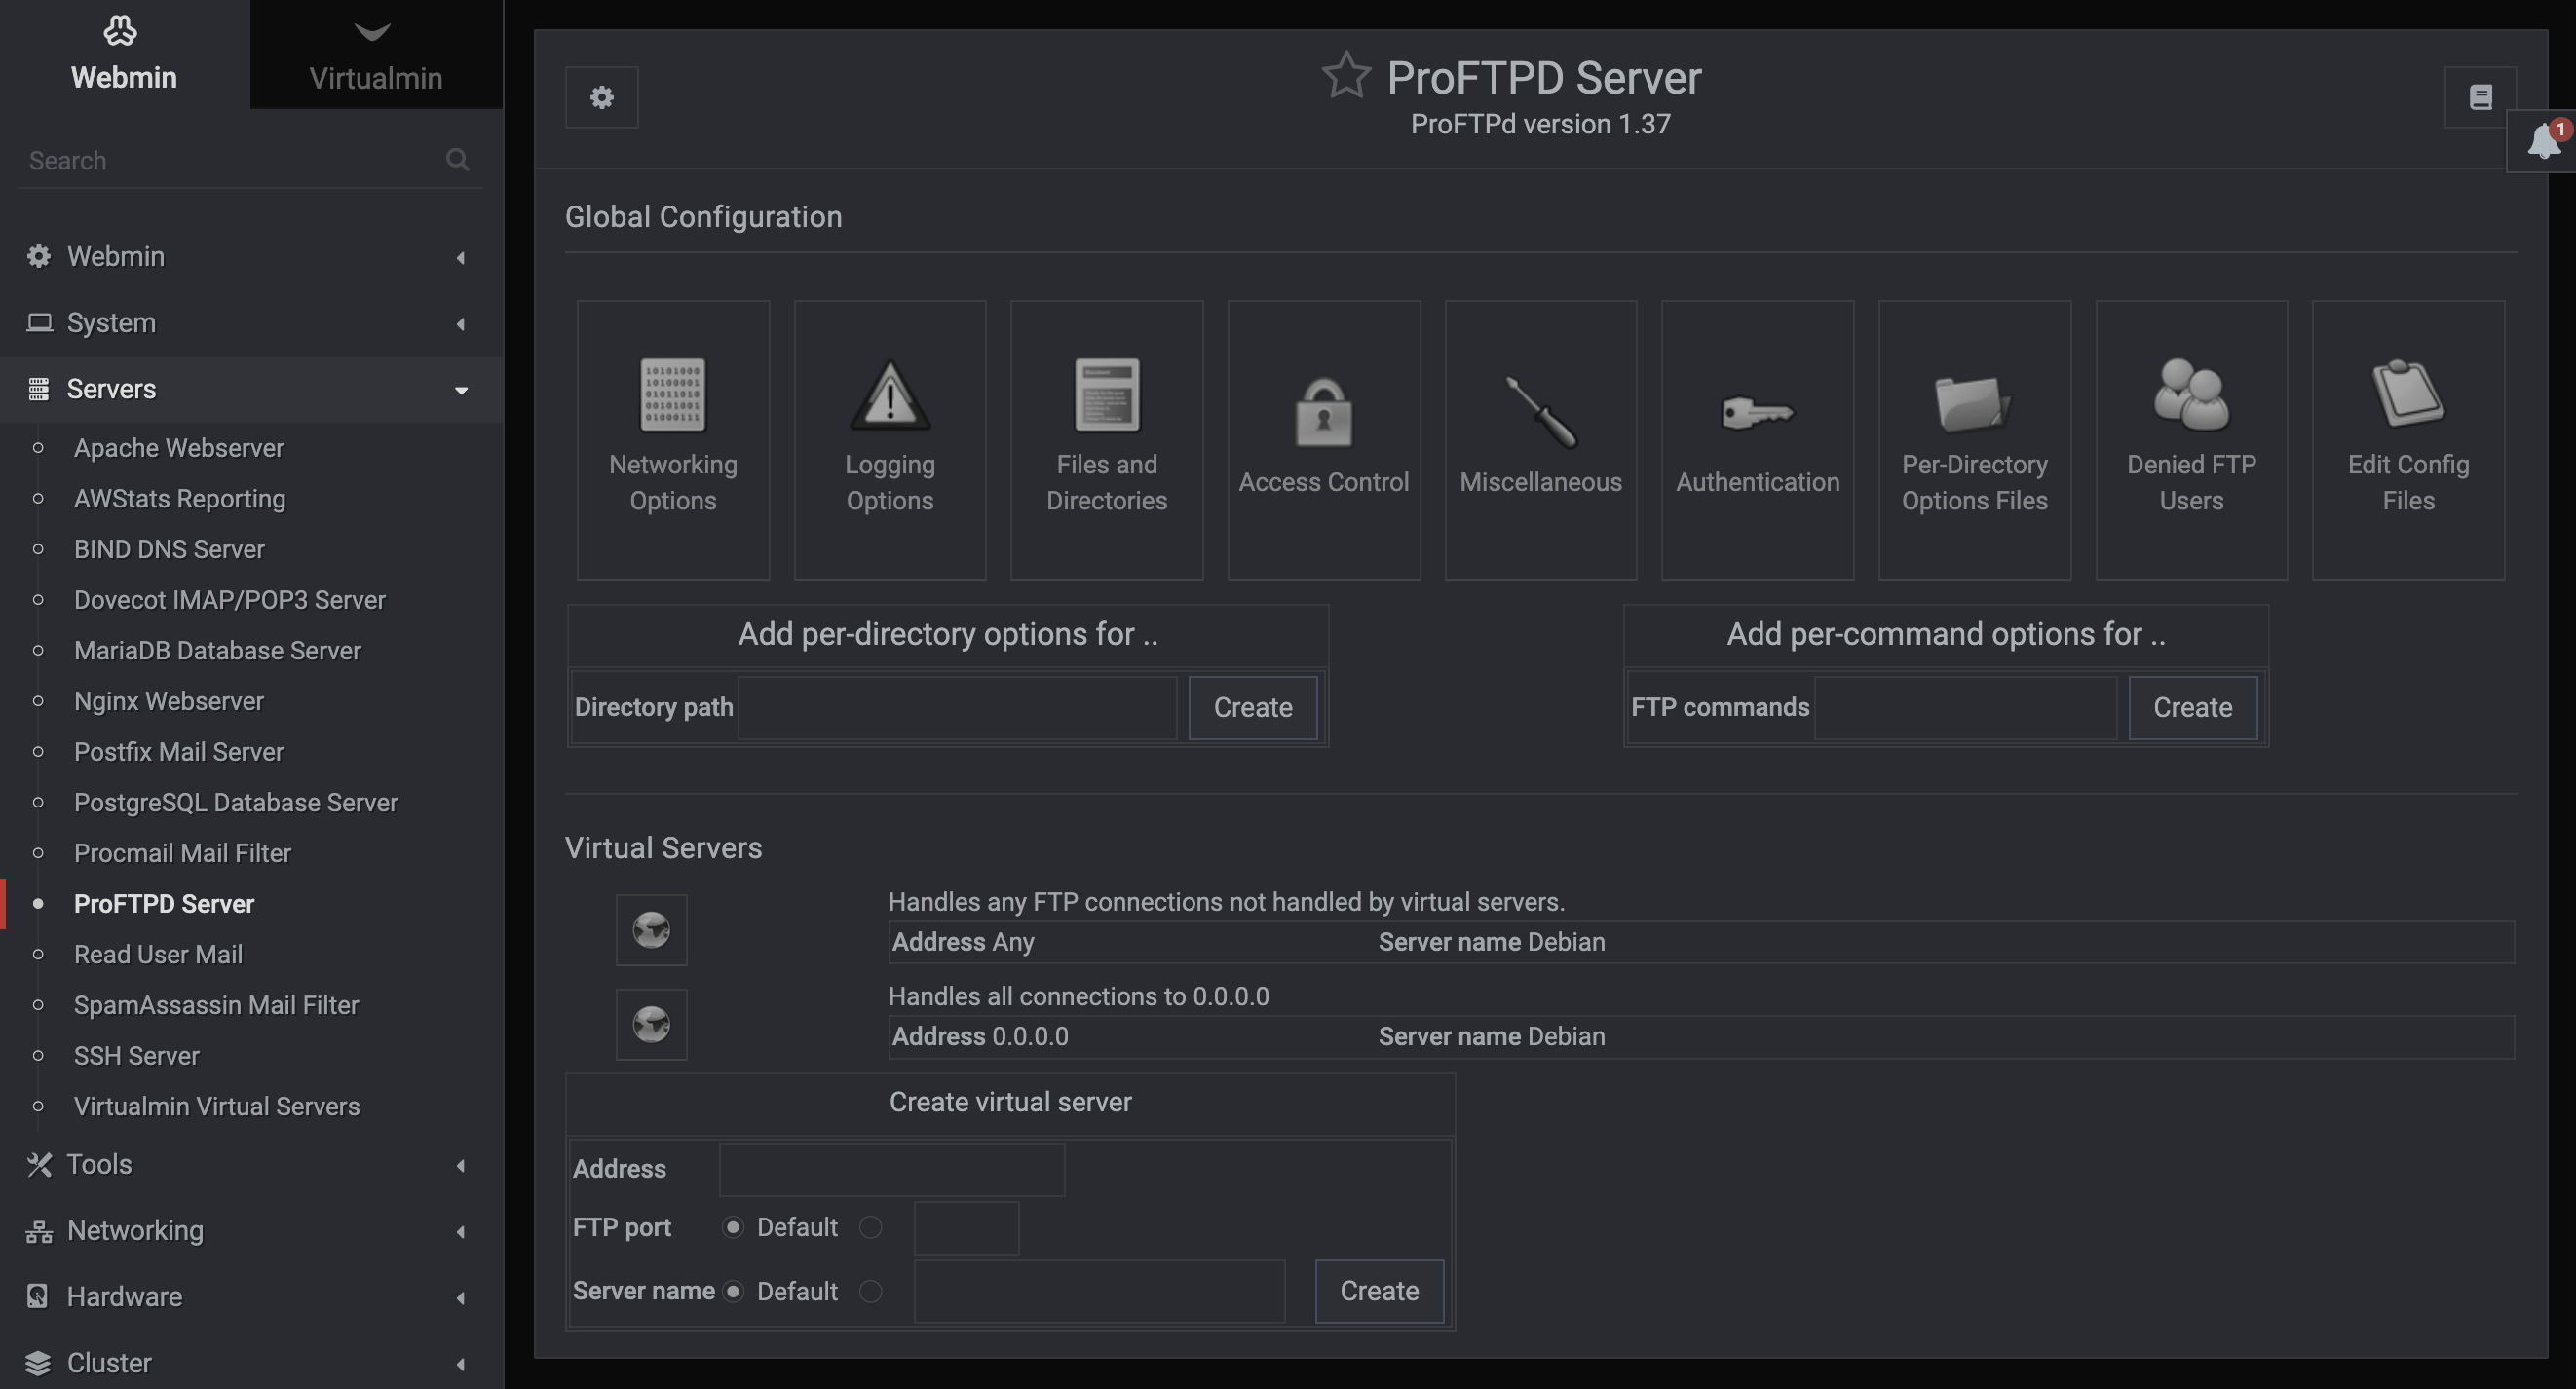 Webmin
Virtualmin
Search
Webmin
System
Servers
Apache Webserver
AWStats Reporting
BIND DNS Server
Dovecot IMAP/POP3 Server
MariaDB Database Server
Nginx Webserver
Postfix Mail Server
PostgreSQL Database Server
Procmail Mail Filter
ProFTPD Server
Read User Mail
SpamAssassin Mail Filter
SSH Server
Virtualmin Virtual Servers
Tools
Networking
Hardware
Cluster
ProFTPD Server
ProFTPd version 1.37
1
Global Configuration
10101000
10100001
01011010
00101001
01000111
Networking
Options
Logging
Options
Files and
Directories
Access Control
Miscellaneous
Authentication
Per-Directory
Options Files
Denied FTP
Users
Edit Config
Files
Add per-directory options for ..
Directory path
Create
Add per-command options for ..
FTP commands
Create
Virtual Servers
Handles any FTP connections not handled by virtual servers.
Address Any Server name Debian
Handles all connections to 0.0.0.0
Address 0.0.0.0 Server name Debian
Create virtual server
Address
FTP port Default
Server name Default Create